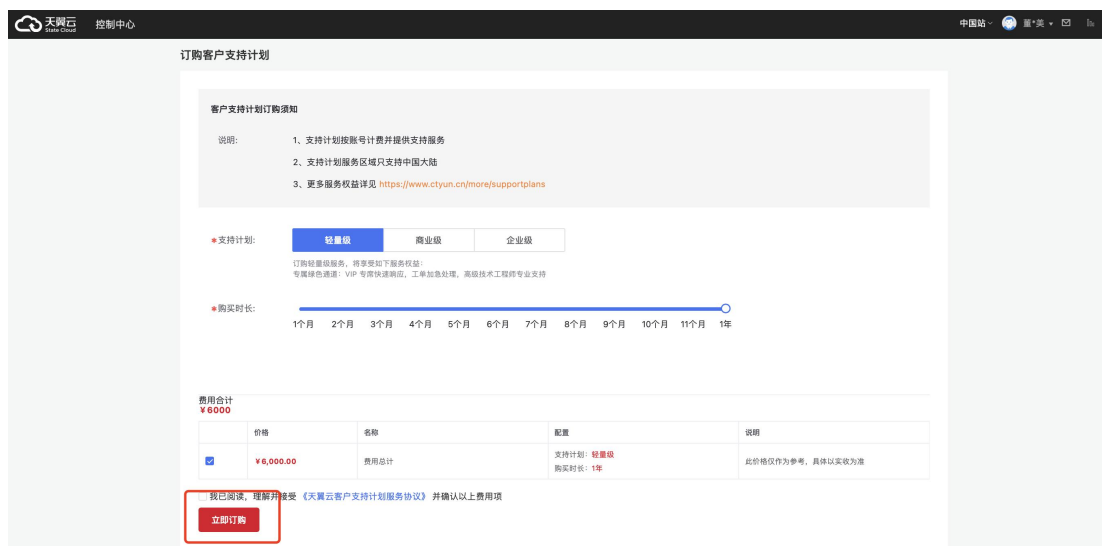 天翼云 控制中心 中国站 董*美
State Cloud
订购客户支持计划
客户支持计划订购须知
说明: 1、支持计划按账号计费并提供支持服务
2、支持计划服务区域只支持中国大陆
3、更多服务权益详见 https://www.ctyun.cn/more/supportplans
*支持计划: 轻量级 商业级 企业级
订购轻量级服务，将享受如下服务权益:
专属绿色通道: VIP 专席快速响应，工单加急处理，高级技术工程师专业支持
*购买时长:
1个月 2个月 3个月 4个月 5个月 6个月 7个月 8个月 9个月 10个月 11个月 1年
费用合计
¥6000
价格 名称 配置 说明
¥6,000.00 费用总计 支持计划: 轻量级 此价格仅作为参考，具体以实收为准
购买时长: 1年
我已阅读，理解并接受 《天翼云客户支持计划服务协议》 并确认以上费用项
立即订购